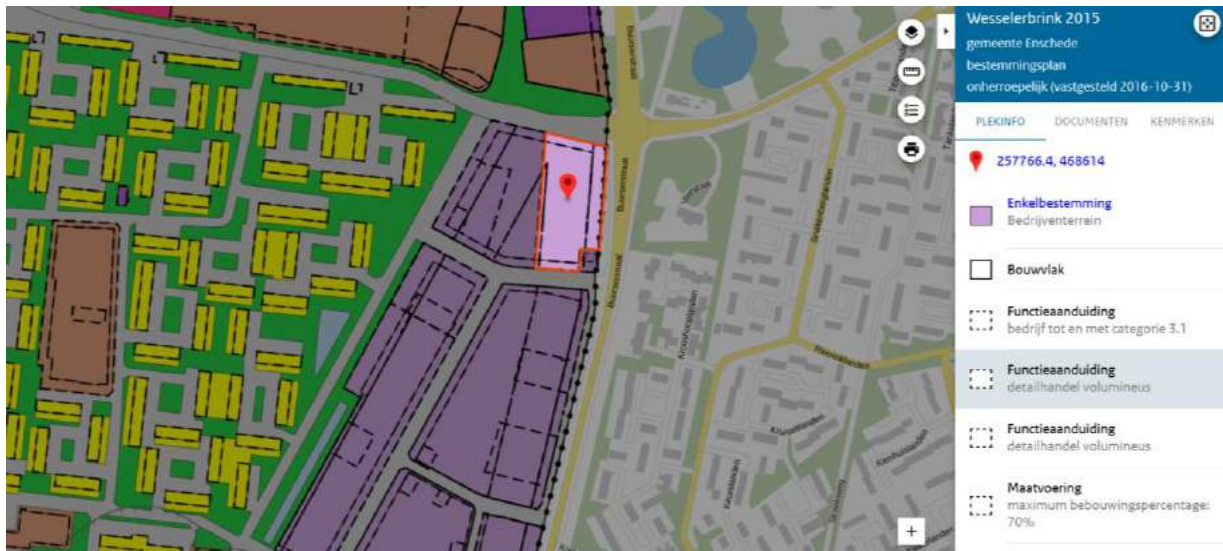 Wesselerbrink 2015
gemeente Enschede
bestemmingsplan
onherroepelijk (vastgesteld 2016-10-31)
PLEKINFO DOCUMENTEN KENMERKEN
257766.4, 468614
Enkelbestemming
Bedrijventerrein
Bouwvlak
Functieaanduiding
bedrijf tot en met categorie 3.1
Functieaanduiding
detailhandel volumineus
Functieaanduiding
detailhandel volumineus
Maatvoering
maximum bebouwingspercentage:
70%
Buurserstraat
Buurserstraat
Buurserstraat